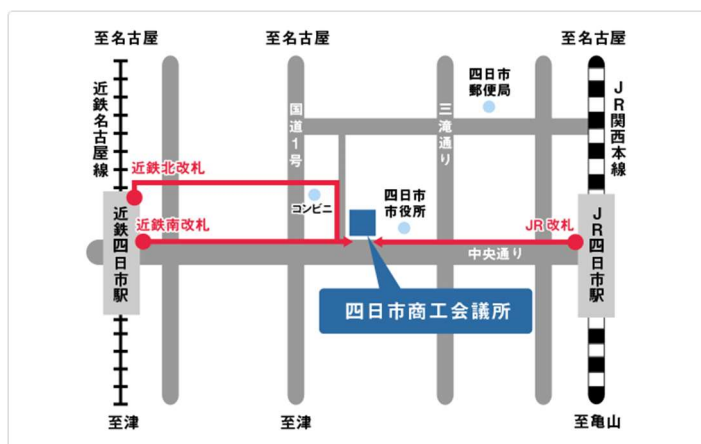 至名古屋
至名古屋
至名古屋
近鉄名古屋線
国道1号
四日市
郵便局
三滝通り
JR関西本線
近鉄北改札
コンビニ
四日市
市役所
近鉄南改札
JR改札
近鉄四日市駅
中央通り
JR四日市駅
四日市商工会議所
至津
至津
至亀山